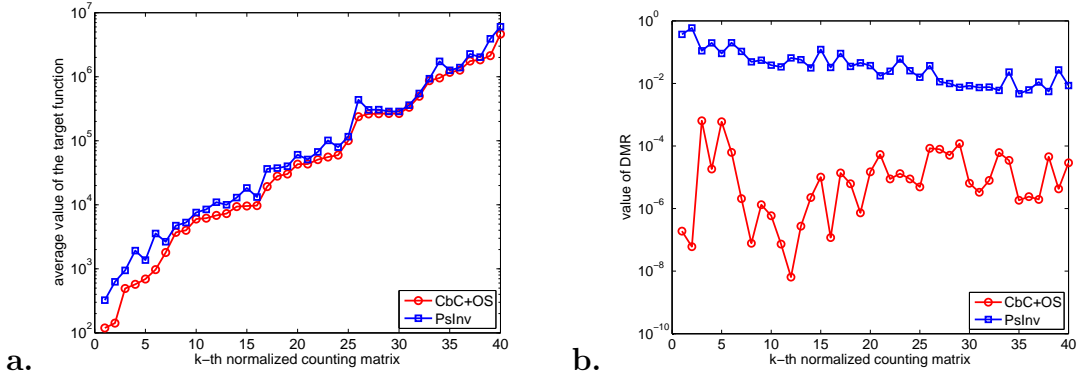 a.
average value of the target function
10^7
10^6
10^5
10^4
10^3
10^2
0 5 10 15 20 25 30 35 40
k−th normalized counting matrix
CbC+OS
PsInv
b.
value of DMR
10^0
10^−2
10^−4
10^−6
10^−8
10^−10
0 5 10 15 20 25 30 35 40
k−th normalized counting matrix
CbC+OS
PsInv